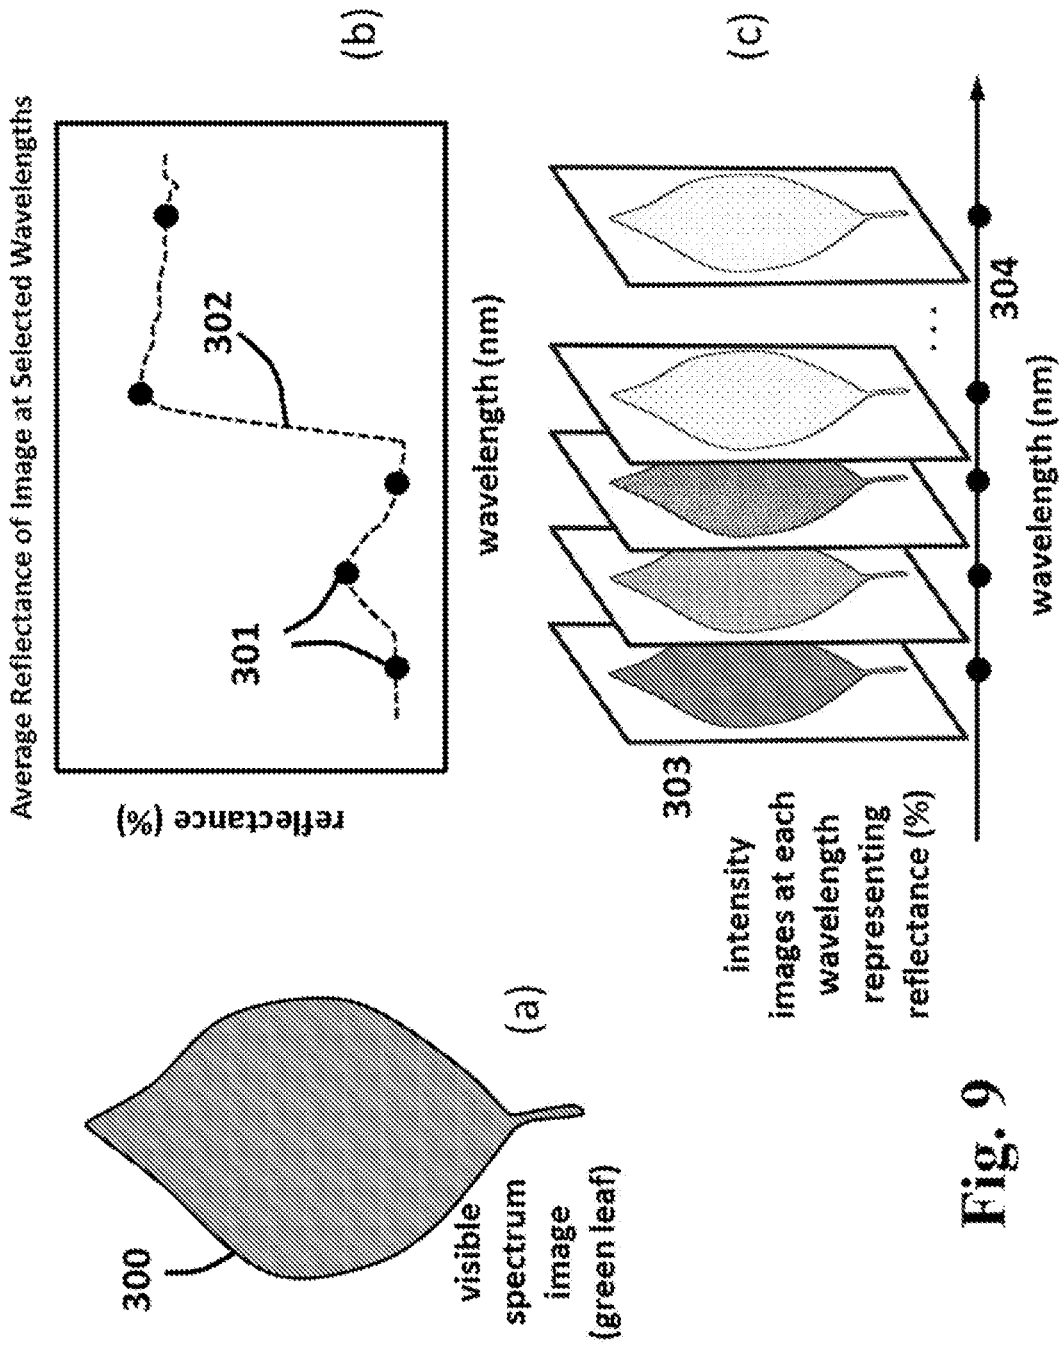 300
visible
spectrum
image
(green leaf)
(a)
Average Reflectance of Image at Selected Wavelengths
reflectance (%)
301
302
wavelength (nm)
(b)
303
intensity
images at each
wavelength
representing
reflectance (%)
. . .
304
wavelength (nm)
(c)
Fig. 9